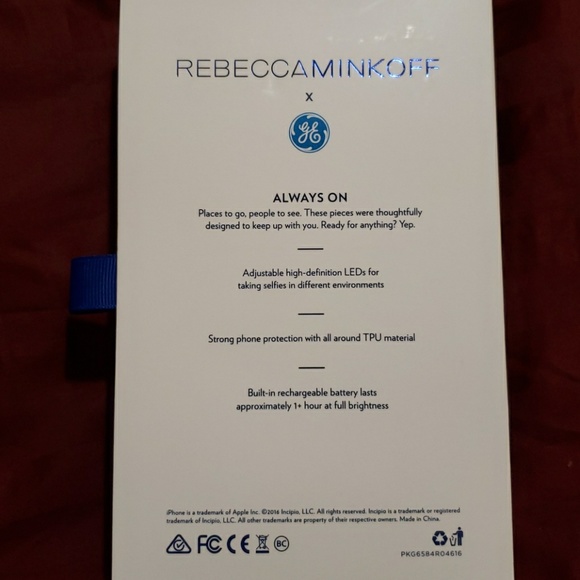 REBECCAMINKOFF
X
GE
ALWAYS ON
Places to go, people to see. These pieces were thoughtfully
designed to keep up with you. Ready for anything? Yep.
Adjustable high-definition LEDs for
taking selfies in different environments
Strong phone protection with all around TPU material
Built-in rechargeable battery lasts
approximately 1+ hour at full brightness
iPhone is a trademark of Apple Inc. ©2016 Incipio, LLC. All rights reserved. Incipio is a trademark or registered
trademark of Incipio, LLC. All other trademarks are property of their respective owners. Made in China.
FC CE BC
PKG6584R04616